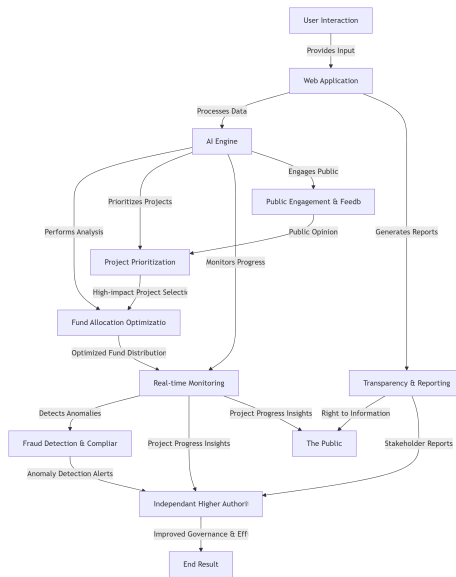 User Interaction
Provides Input
Web Application
Processes Data
AI Engine
Engages Public
Prioritizes Projects
Public Engagement & Feedb
Performs Analysis
Public Opinion
Generates Reports
Project Prioritization
Monitors Progress
High-impact Project Selectio
Fund Allocation Optimizatio
Optimized Fund Distribution
Real-time Monitoring
Transparency & Reporting
Detects Anomalies
Project Progress Insights
Right to Information
Fraud Detection & Compliar
Project Progress Insights
The Public
Stakeholder Reports
Anomaly Detection Alerts
Independant Higher Authorit
Improved Governance & Eff
End Result